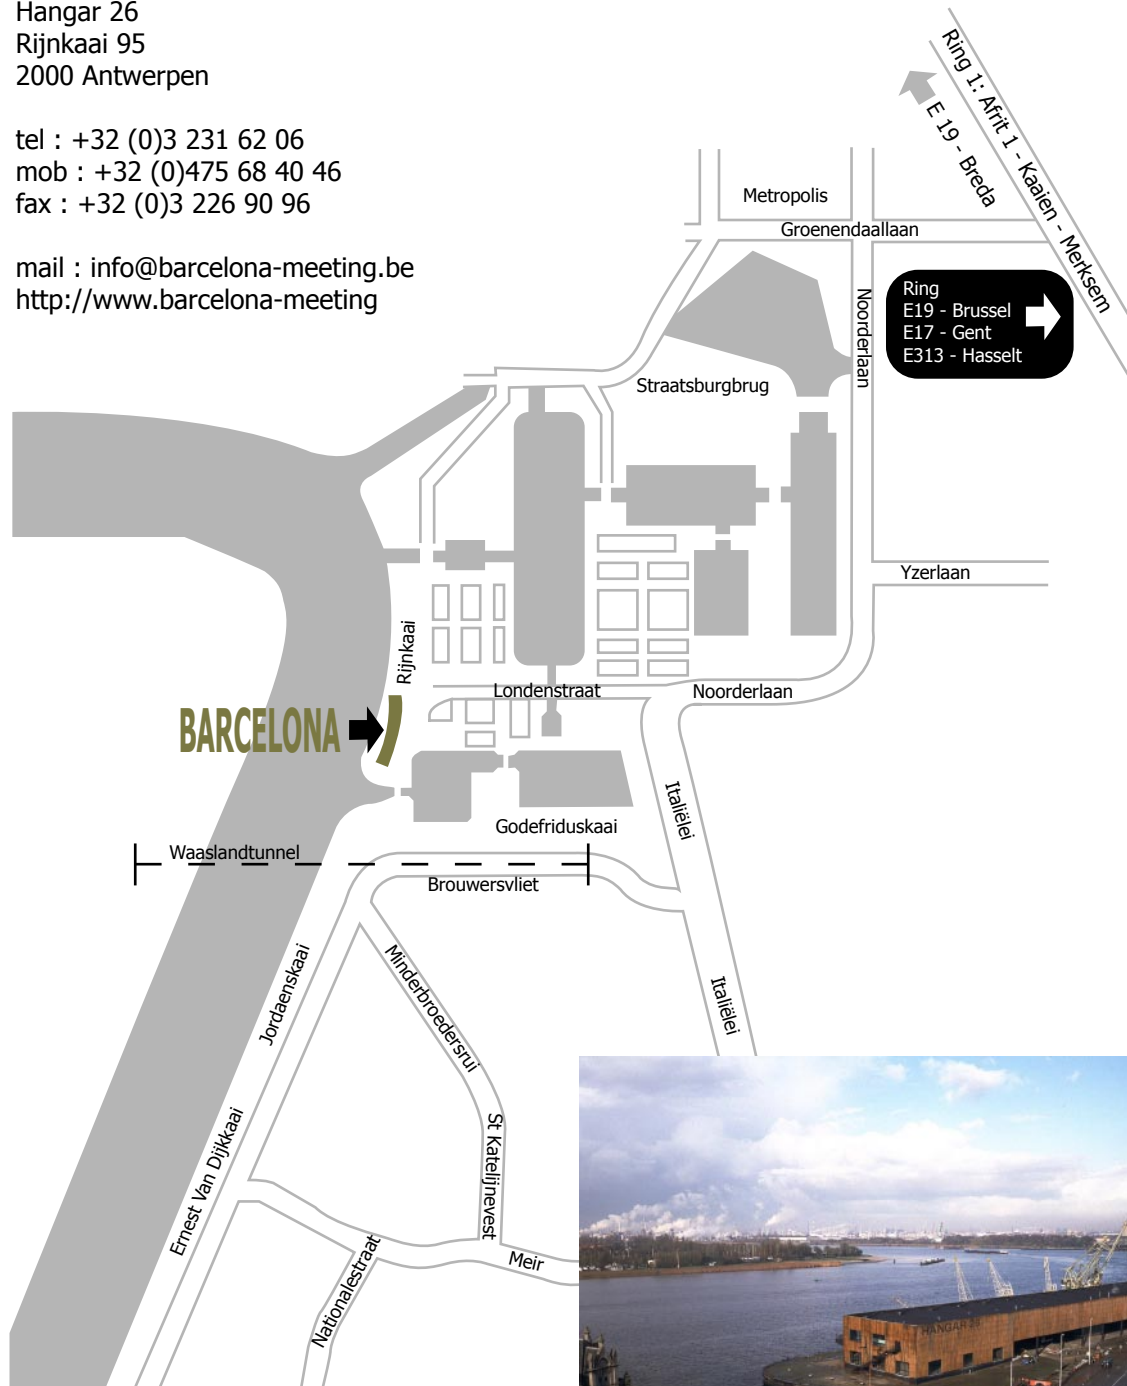 Hangar 26
Rijnkaai 95
2000 Antwerpen
tel : +32 (0)3 231 62 06
mob : +32 (0)475 68 40 46
fax : +32 (0)3 226 90 96
mail : info@barcelona-meeting.be
http://www.barcelona-meeting
Ring 1: Afrit 1 - Kaaien - Merksem
E 19 - Breda
Metropolis
Groenendaallaan
Noorderlaan
Ring
E19 - Brussel
E17 - Gent
E313 - Hasselt
Straatsburgbrug
Yzerlaan
Rijnkaai
Londenstraat
Noorderlaan
BARCELONA
Italiëlei
Godefriduskaai
Waaslandtunnel
Brouwersvliet
Jordaenskaai
Minderbroedersrui
Italiëlei
Ernest Van Dijkkaai
St Katelijnevest
Nationalestraat
Meir
HANGAR 26